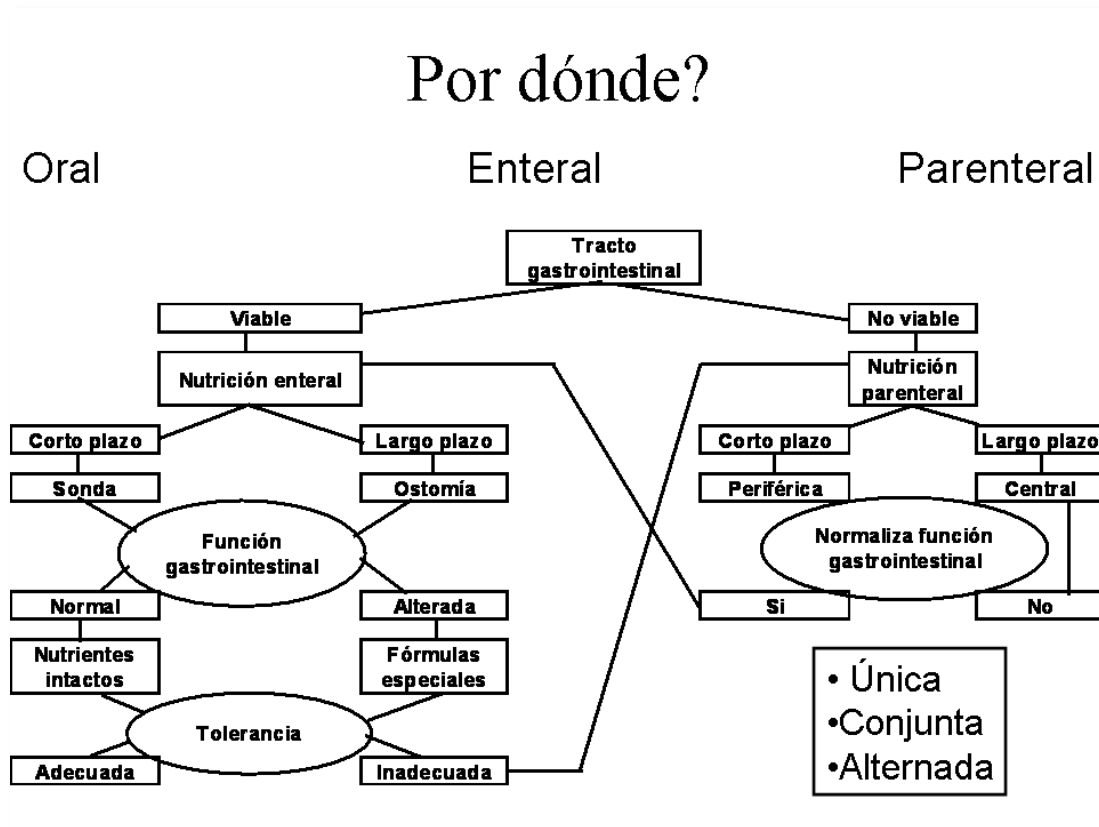 Por dónde?
Oral
Enteral
Parenteral
Tracto
gastrointestinal
Viable
No viable
Nutrición enteral
Nutrición
parenteral
Corto plazo
Largo plazo
Corto plazo
Largo plazo
Sonda
Ostomía
Periférica
Central
Función
gastrointestinal
Normaliza función
gastrointestinal
Normal
Alterada
Si
No
Nutrientes
intactos
Fórmulas
especiales
Tolerancia
Adecuada
Inadecuada
• Única
•Conjunta
•Alternada